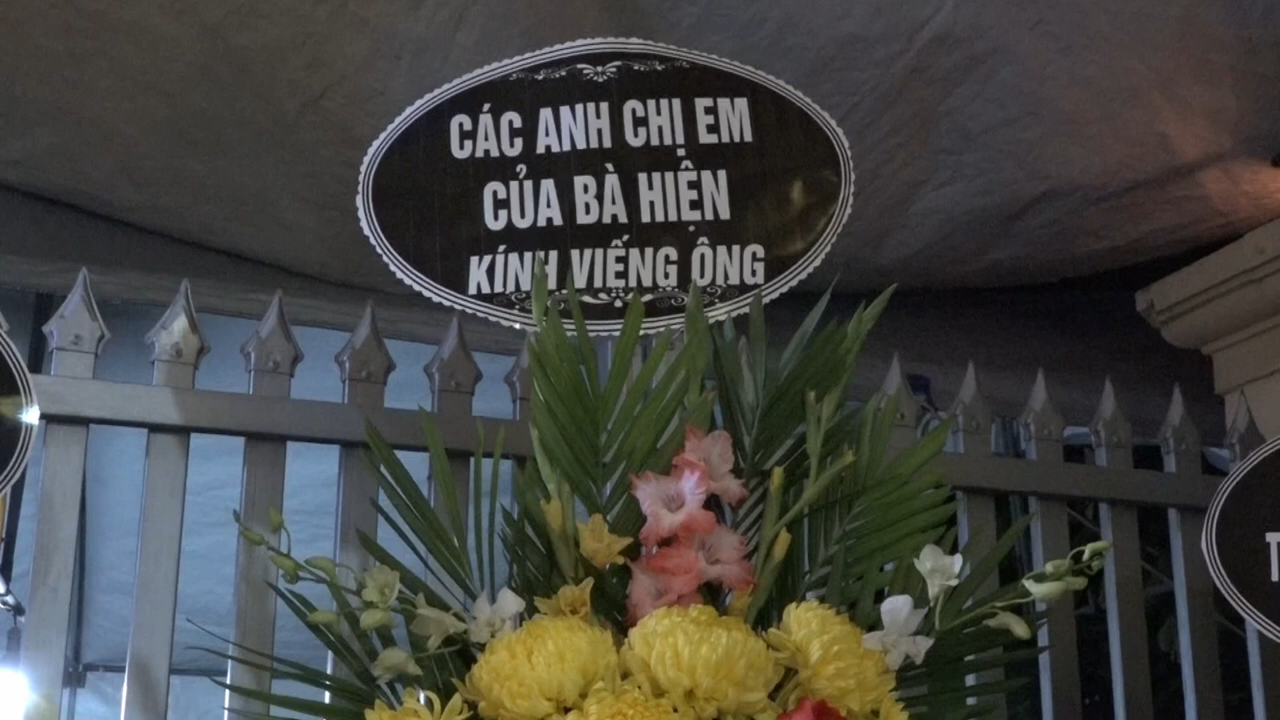 CÁC ANH CHỊ EM
CỦA BÀ HIỆN
KÍNH VIẾNG ÔNG
T